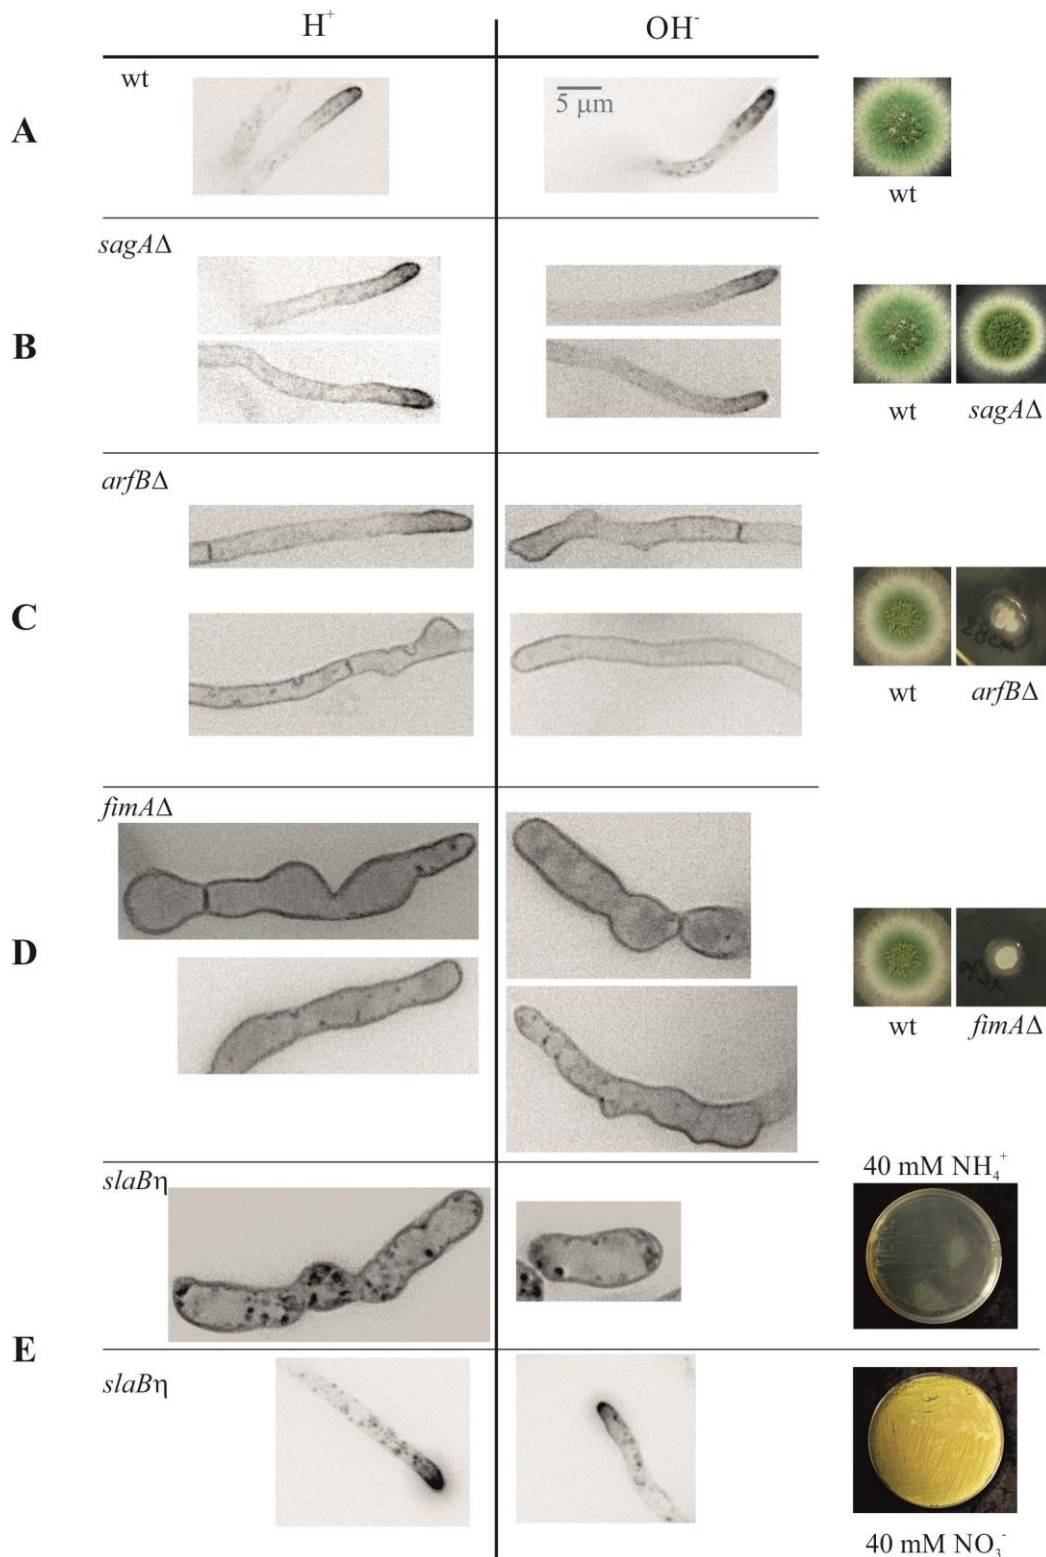 H⁺ OH⁻
A
wt
5 μm
wt
B
sagAΔ
wt sagAΔ
C
arfBΔ
wt arfBΔ
D
fimAΔ
wt fimAΔ
E
slaBη
40 mM NH₄⁺
slaBη
40 mM NO₃⁻